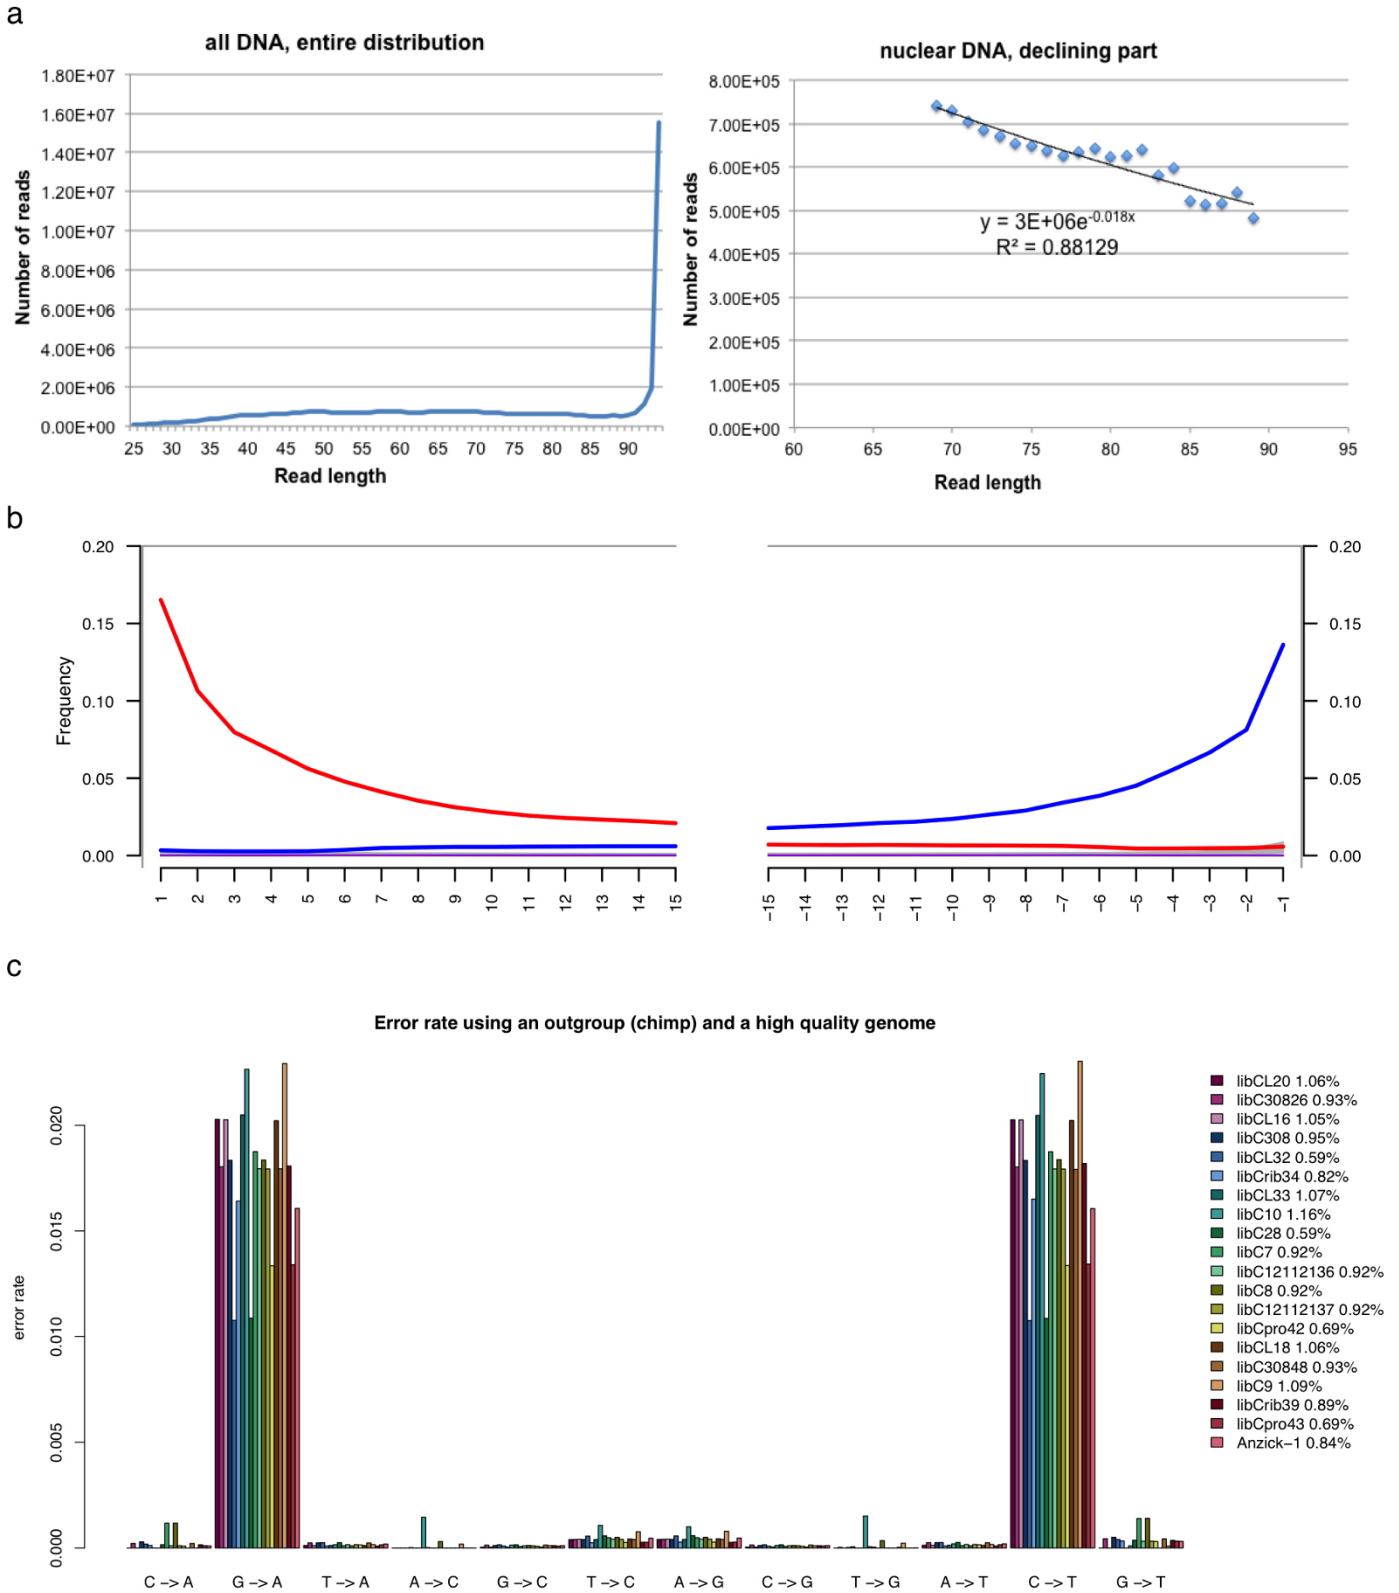 a
all DNA, entire distribution
1.80E+07
1.60E+07
1.40E+07
1.20E+07
1.00E+07
8.00E+06
6.00E+06
4.00E+06
2.00E+06
0.00E+00
Number of reads
25 30 35 40 45 50 55 60 65 70 75 80 85 90
Read length
nuclear DNA, declining part
8.00E+05
7.00E+05
6.00E+05
5.00E+05
4.00E+05
3.00E+05
2.00E+05
1.00E+05
0.00E+00
Number of reads
y = 3E+06e^-0.018x
R² = 0.88129
60 65 70 75 80 85 90 95
Read length
b
0.20
0.15
0.10
0.05
0.00
Frequency
1 2 3 4 5 6 7 8 9 10 11 12 13 14 15
0.20
0.15
0.10
0.05
0.00
−15 −14 −13 −12 −11 −10 −9 −8 −7 −6 −5 −4 −3 −2 −1
c
Error rate using an outgroup (chimp) and a high quality genome
error rate
0.020
0.015
0.010
0.005
0.000
C −> A G −> A T −> A A −> C G −> C T −> C A −> G C −> G T −> G A −> T C −> T G −> T
libCL20 1.06%
libC30826 0.93%
libCL16 1.05%
libC308 0.95%
libCL32 0.59%
libCrib34 0.82%
libCL33 1.07%
libC10 1.16%
libC28 0.59%
libC7 0.92%
libC12112136 0.92%
libC8 0.92%
libC12112137 0.92%
libCpro42 0.69%
libCL18 1.06%
libC30848 0.93%
libC9 1.09%
libCrib39 0.89%
libCpro43 0.69%
Anzick−1 0.84%